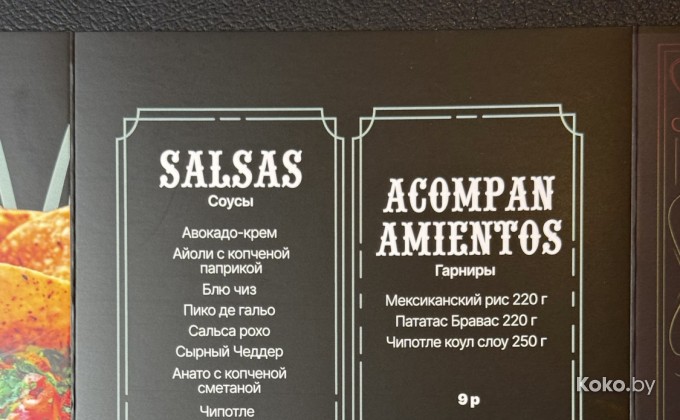 SALSAS
Соусы
Авокадо-крем
Айоли с копченой
паприкой
Блю чиз
Пико де гальо
Сальса рохо
Сырный Чеддер
Анато с копченой
сметаной
Чипотле
ACOMPAN
AMIENTOS
Гарниры
Мексиканский рис 220 г
Пататас Бравас 220 г
Чипотле коул слоу 250 г
9 р
Koko.by